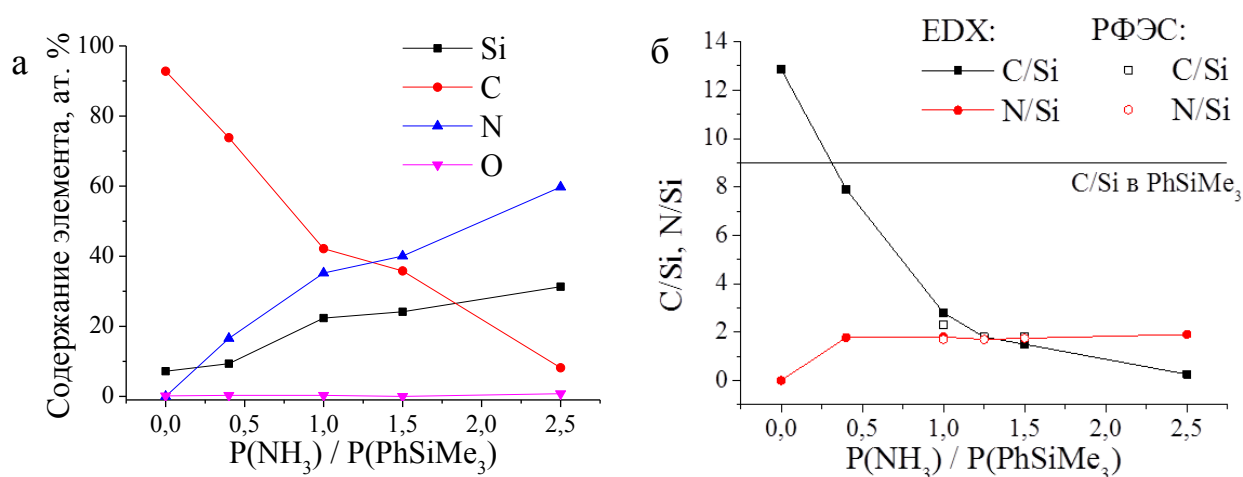 а
Содержание элемента, ат. %
100
80
60
40
20
0
Si
C
N
O
0,0 0,5 1,0 1,5 2,0 2,5
P(NH₃) / P(PhSiMe₃)
б
C/Si, N/Si
14
12
10
8
6
4
2
0
EDX: РФЭС:
C/Si C/Si
N/Si N/Si
C/Si в PhSiMe₃
0,0 0,5 1,0 1,5 2,0 2,5
P(NH₃) / P(PhSiMe₃)